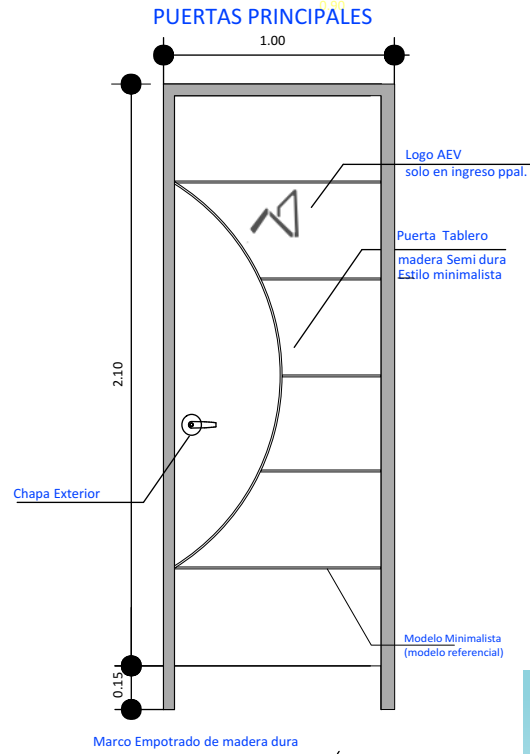 PUERTAS PRINCIPALES
1.00
Logo AEV
solo en ingreso ppal.
Puerta Tablero
madera Semi dura
Estilo minimalista
2.10
Chapa Exterior
Modelo Minimalista
(modelo referencial)
0.15
Marco Empotrado de madera dura